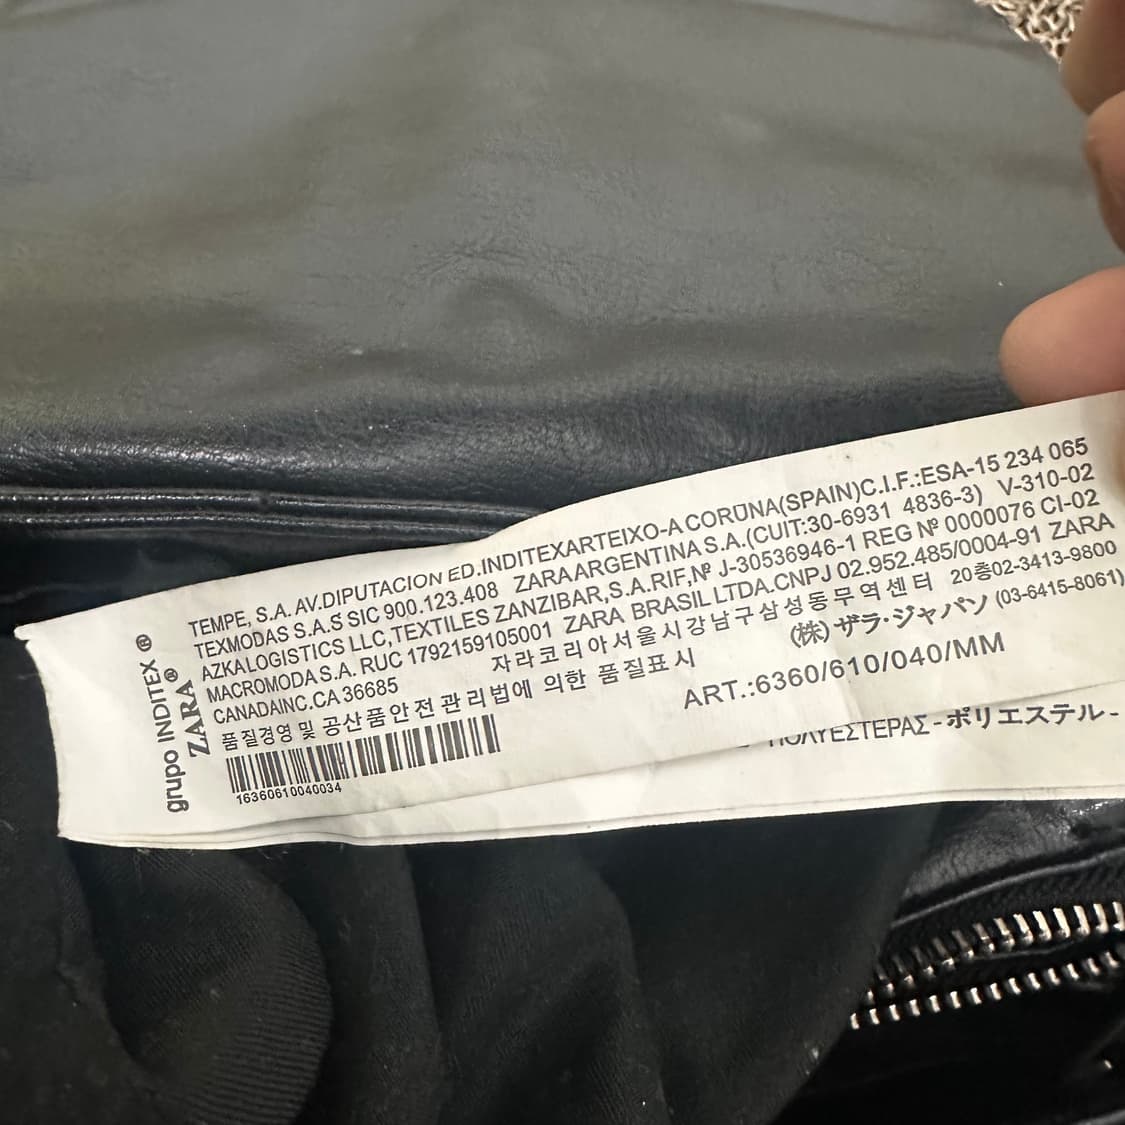 grupo INDITEX ®
ZARA®
TEMPE, S.A. AV.DIPUTACION ED.INDITEXARTEIXO-A CORUNA(SPAIN)C.I.F.:ESA-15 234 065
TEXMODAS S.A.S SIC 900.123.408 ZARAARGENTINA S.A.(CUIT:30-6931 4836-3) V-310-02
AZKALOGISTICS LLC,TEXTILES ZANZIBAR,S.A.RIF,Nº J-30536946-1 REG Nº 0000076 CI-02
MACROMODA S.A. RUC 1792159105001 ZARA BRASIL LTDA.CNPJ 02.952.485/0004-91 ZARA
CANADAINC.CA 36685 자라코리아서울시강남구삼성동무역센터 20층02-3413-9800
품질경영 및 공산품안전관리법에 의한 품질표시 (株) ザラ・ジャパン (03-6415-8061)
ART.:6360/610/040/MM
16360610040034
ΠΟΛΥΕΣΤΕΡΑΣ-ポリエステル-